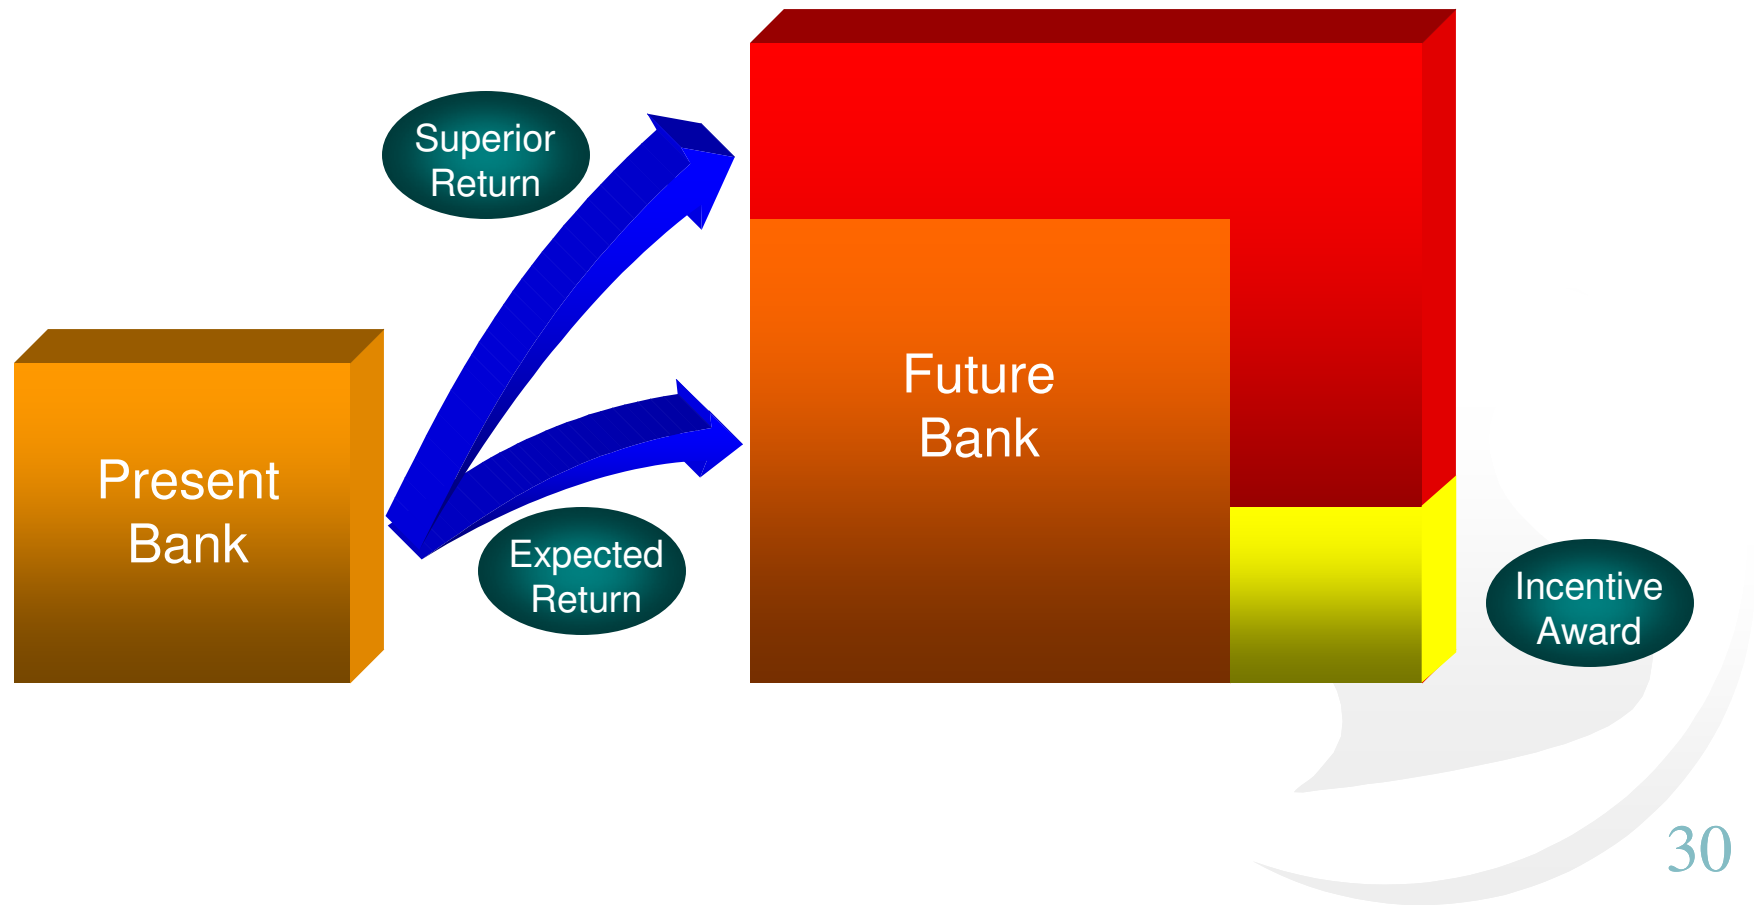 Superior
Return
Present
Bank
Expected
Return
Future
Bank
Incentive
Award
30